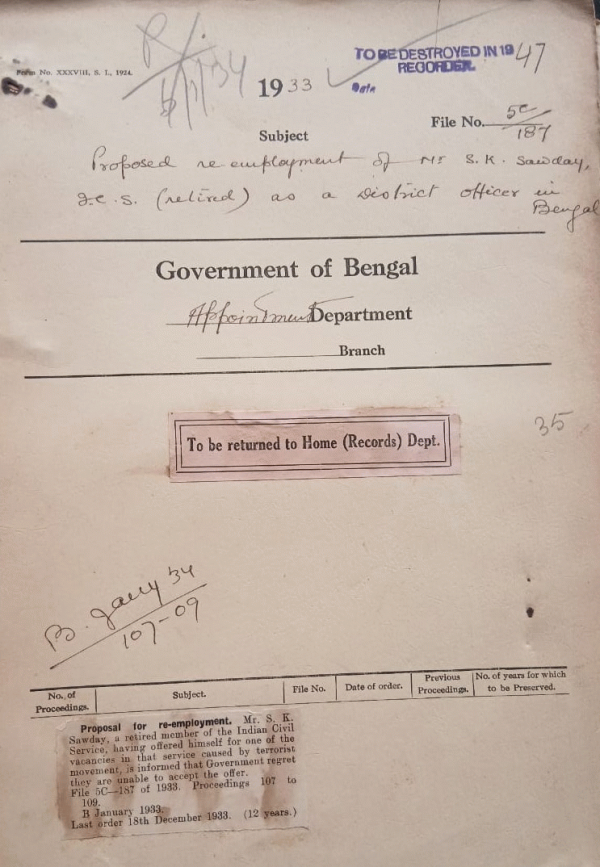 Form No. XXXVIII, S. I., 1924.
TO BE DESTROYED IN 1947
RECORDER.
Date
1933
File No. 5C/187
Subject
Proposed re employment of Mr S. K. Sawday,
I.C.S. (retired) as a District Officer in
Bengal
Government of Bengal
Appointment Department
Branch
To be returned to Home (Records) Dept.
35
B. Jany 34
107-09
No. of Proceedings.
Subject.
File No.
Date of order.
Previous Proceedings.
No. of years for which to be Preserved.
Proposal for re-employment. Mr. S. K.
Sawday, a retired member of the Indian Civil
Service, having offered himself for one of the
vacancies in that service caused by terrorist
movement, is informed that Government regret
they are unable to accept the offer.
File 5C—187 of 1933. Proceedings 107 to
109.
B January 1933.
Last order 18th December 1933. (12 years.)